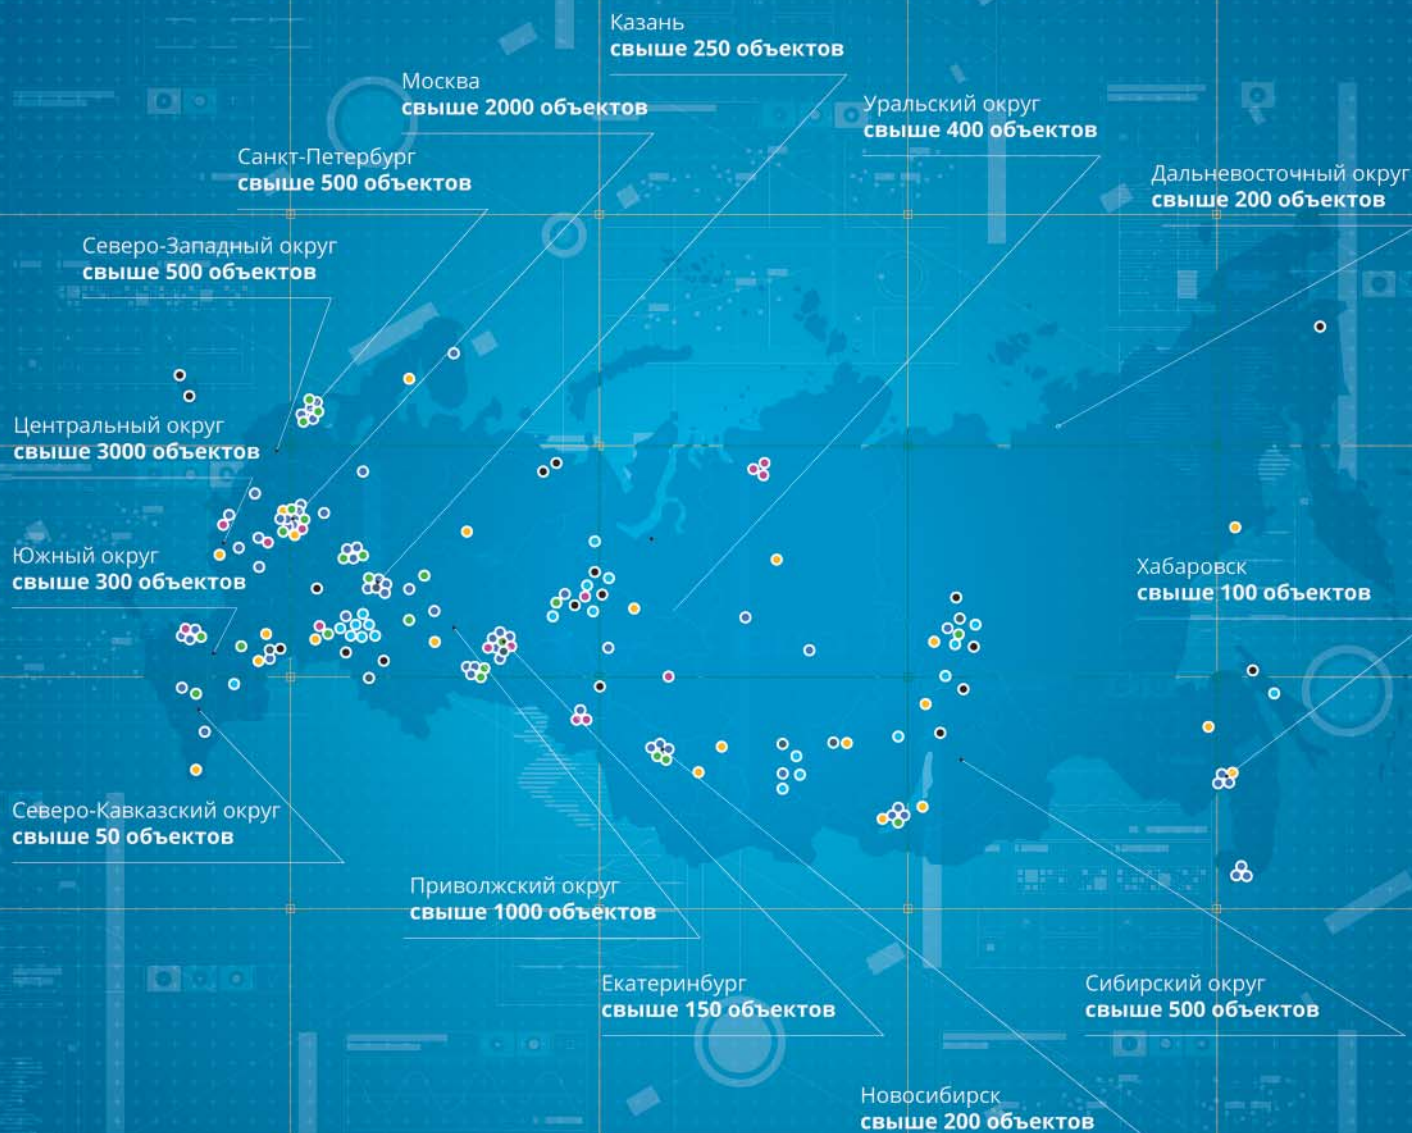 Казань
свыше 250 объектов
Москва
свыше 2000 объектов
Уральский округ
свыше 400 объектов
Санкт-Петербург
свыше 500 объектов
Дальневосточный округ
свыше 200 объектов
Северо-Западный округ
свыше 500 объектов
Центральный округ
свыше 3000 объектов
Южный округ
свыше 300 объектов
Хабаровск
свыше 100 объектов
Северо-Кавказский округ
свыше 50 объектов
Приволжский округ
свыше 1000 объектов
Екатеринбург
свыше 150 объектов
Сибирский округ
свыше 500 объектов
Новосибирск
свыше 200 объектов